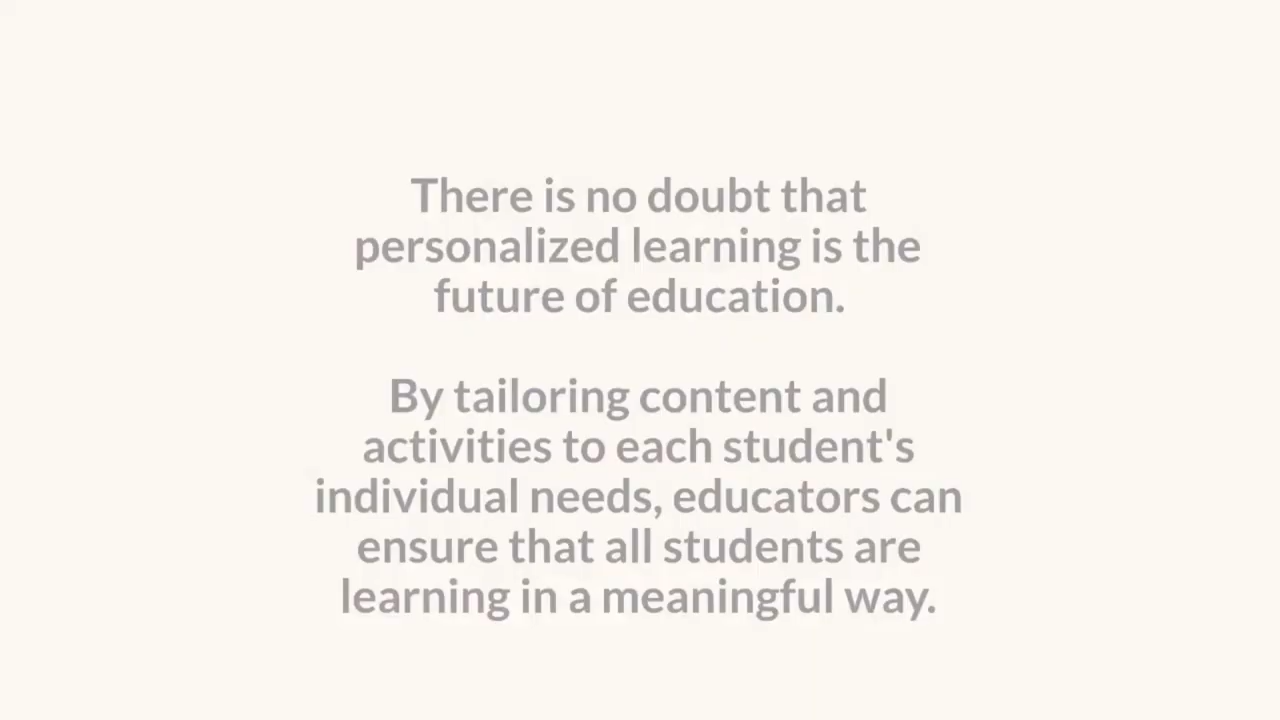 There is no doubt that
personalized learning is the
future of education.
By tailoring content and
activities to each student's
individual needs, educators can
ensure that all students are
learning in a meaningful way.